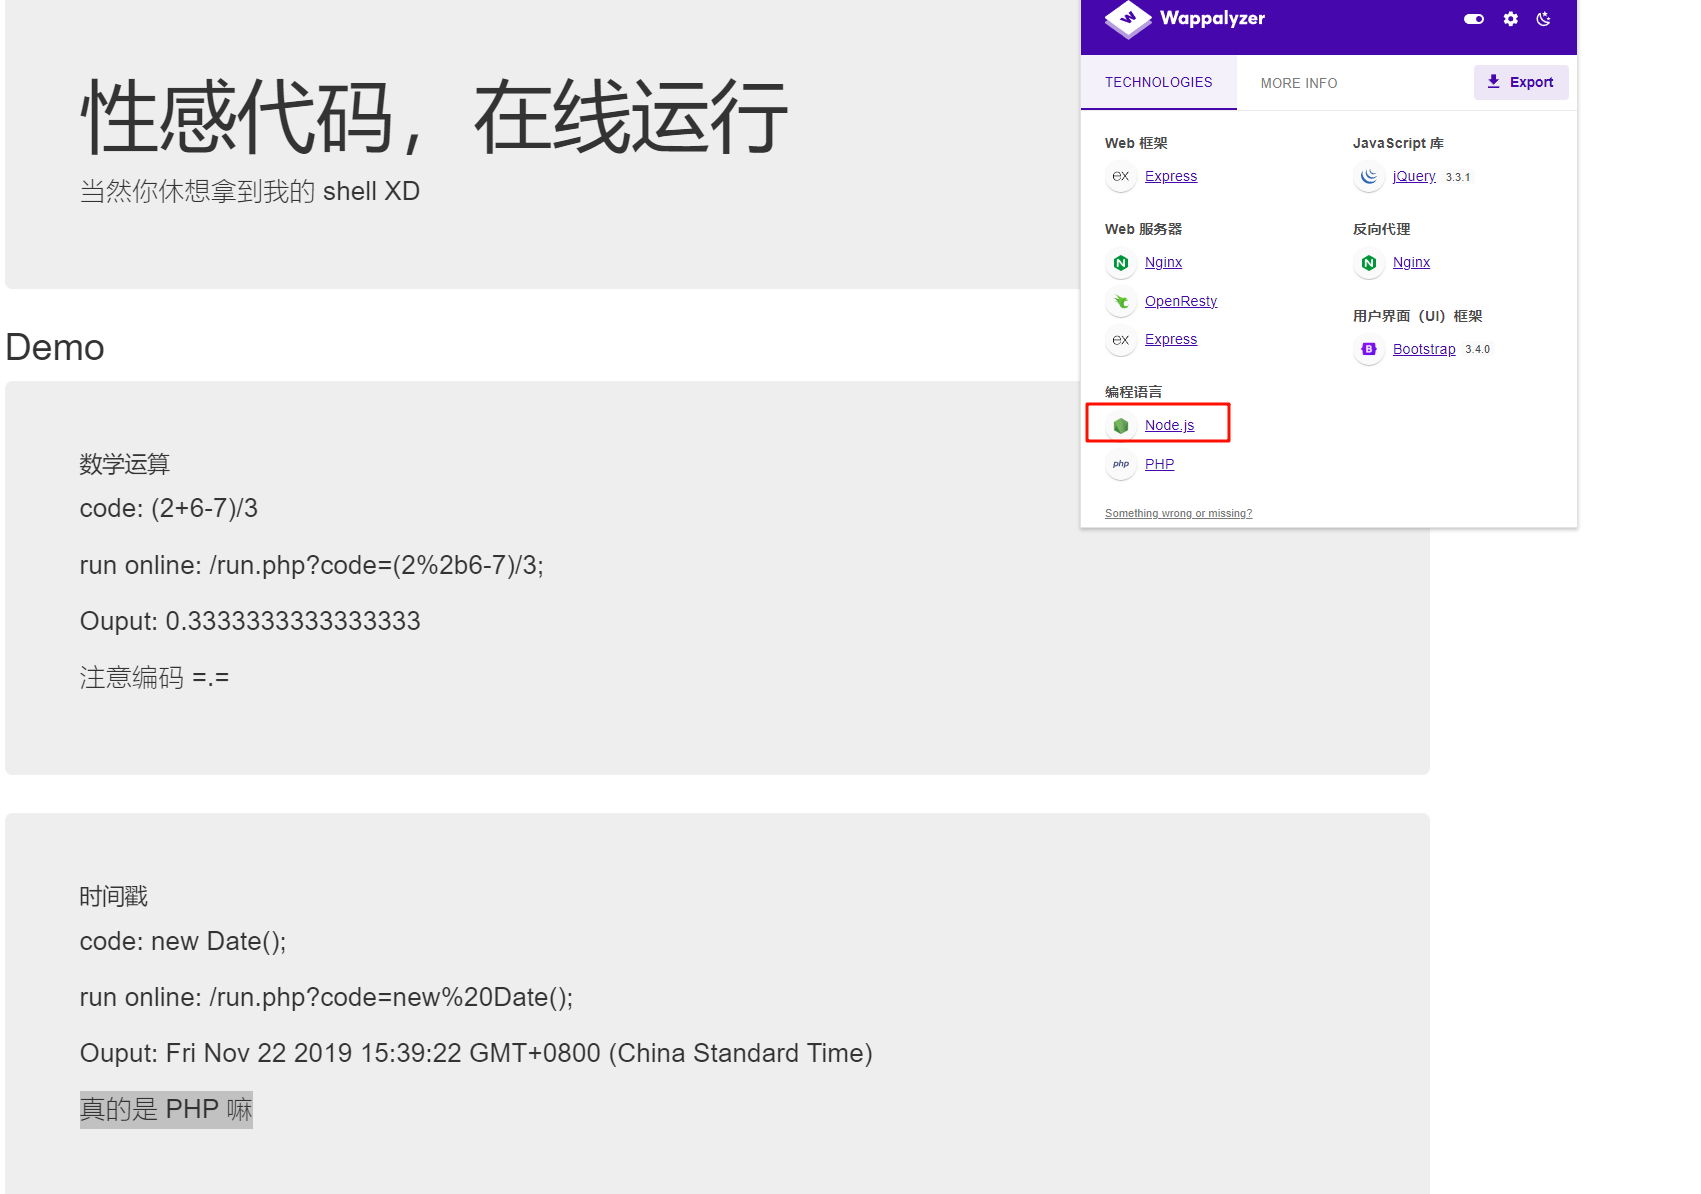 性感代码，在线运行
当然你休想拿到我的 shell XD
Demo
数学运算
code: (2+6-7)/3
run online: /run.php?code=(2%2b6-7)/3;
Ouput: 0.3333333333333333
注意编码 =.=
时间戳
code: new Date();
run online: /run.php?code=new%20Date();
Ouput: Fri Nov 22 2019 15:39:22 GMT+0800 (China Standard Time)
真的是 PHP 嘛
Wappalyzer
TECHNOLOGIES
MORE INFO
Export
Web 框架
Express
Web 服务器
Nginx
OpenResty
Express
编程语言
Node.js
PHP
Something wrong or missing?
JavaScript 库
jQuery 3.3.1
反向代理
Nginx
用户界面（UI）框架
Bootstrap 3.4.0